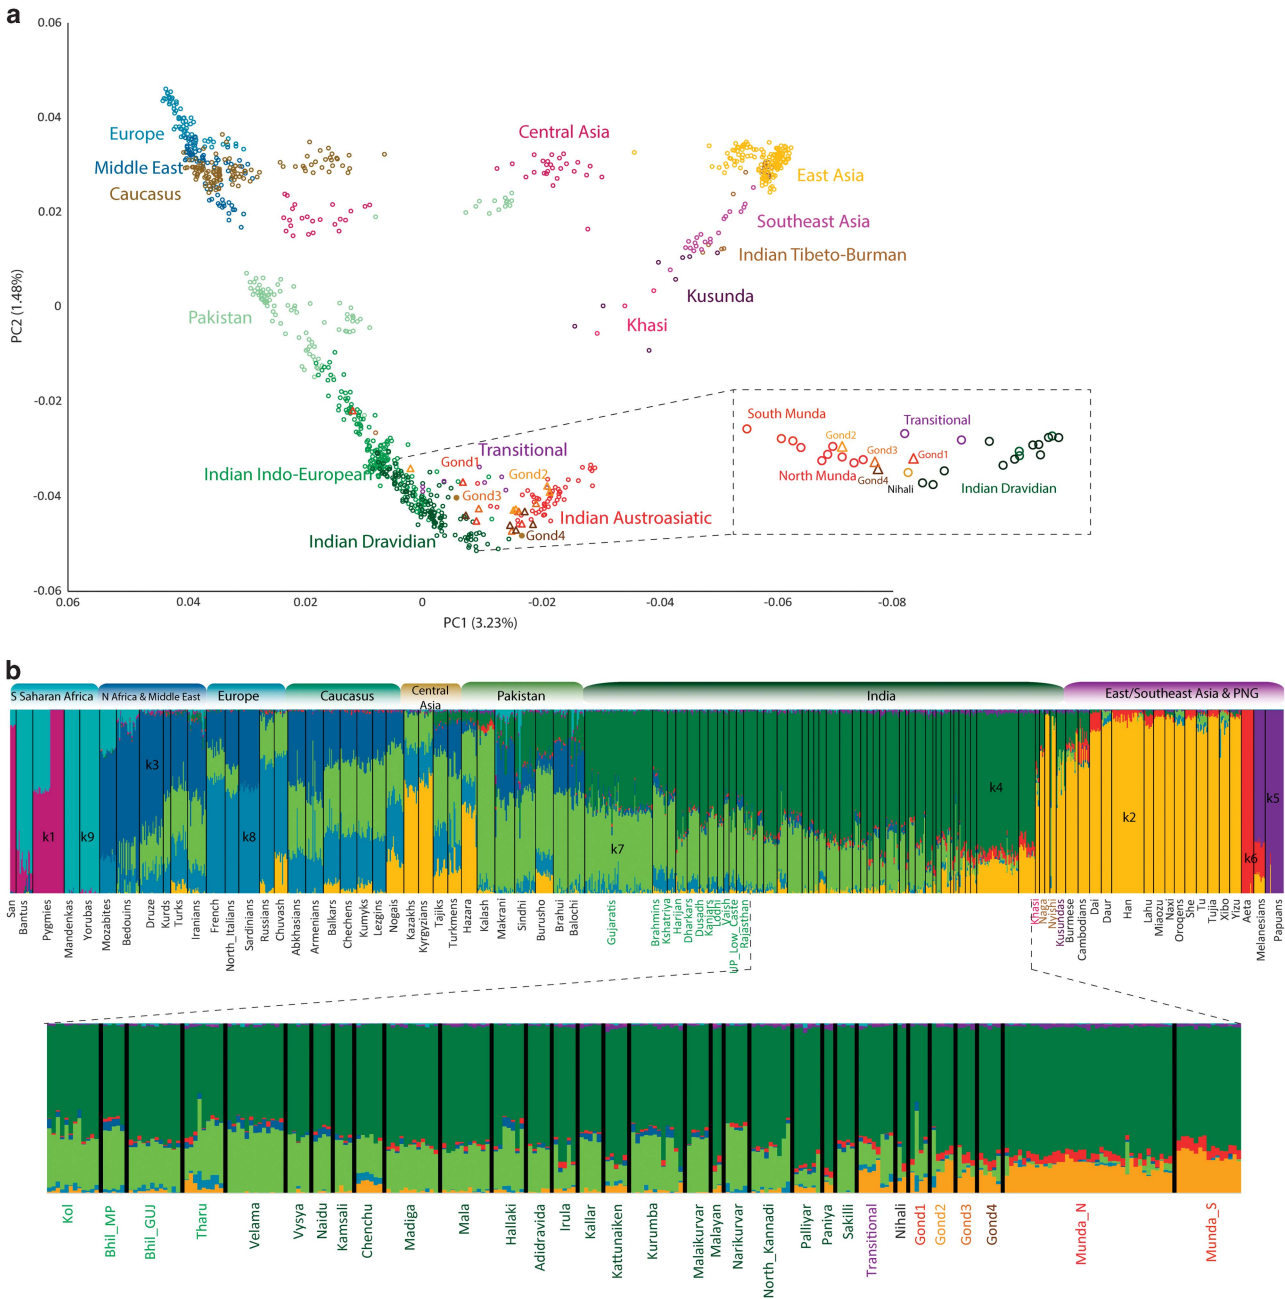 a
0.06
0.04
0.02
0
-0.02
-0.04
-0.06
PC2 (1.48%)
0.06
0.04
0.02
0
-0.02
-0.04
-0.06
-0.08
PC1 (3.23%)
Europe
Middle East
Caucasus
Central Asia
East Asia
Southeast Asia
Indian Tibeto-Burman
Kusunda
Khasi
Pakistan
Indian Indo-European
Indian Dravidian
Transitional
Gond1
Gond2
Gond3
Gond4
Indian Austroasiatic
South Munda
Transitional
Gond2
Gond3
Gond1
North Munda
Gond4
Nihali
Indian Dravidian
b
S Saharan Africa
N Africa & Middle East
Europe
Caucasus
Central
Asia
Pakistan
India
East/Southeast Asia & PNG
k1
k9
k3
k8
k7
k4
k2
k6
k5
San
Bantus
Pygmies
Mandenkas
Yorubas
Mozabites
Bedouins
Druze
Kurds
Turks
Iranians
French
North_Italians
Sardinians
Russians
Chuvash
Abkhasians
Armenians
Balkars
Chechens
Kumyks
Lezgins
Nogais
Kazakhs
Kyrgyzians
Tajiks
Turkmens
Hazara
Kalash
Makrani
Sindhi
Burusho
Brahui
Balochi
Gujaratis
Brahmins
Kshatriya
Harijan
Dharkars
Dusadh
Kanjars
Lodhi
Vaish
UP_Low_Caste
Rajasthan
Khasi
Naga
Nyishi
Kusundas
Burmese
Cambodians
Dai
Daur
Han
Lahu
Miaozu
Naxi
Oroqens
She
Tu
Tujia
Xibo
Yizu
Aeta
Melanesians
Papuans
Kol
Bhil_MP
Bhil_GUJ
Tharu
Velama
Vysya
Naidu
Kamsali
Chenchu
Madiga
Mala
Hallaki
Adidravida
Irula
Kallar
Kattunaiken
Kurumba
Malaikurvar
Malayan
Narikurvar
North_Kannadi
Palliyar
Paniya
Sakilli
Transitional
Nihali
Gond1
Gond2
Gond3
Gond4
Munda_N
Munda_S